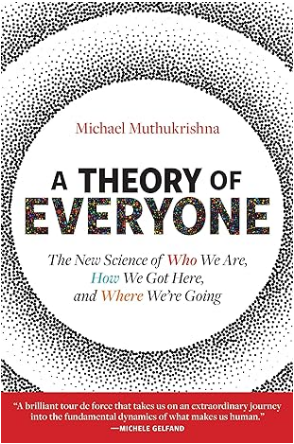 Michael Muthukrishna
A THEORY OF
EVERYONE
The New Science of Who We Are,
How We Got Here,
and Where We're Going
“A brilliant tour de force that takes us on an extraordinary journey
into the fundamental dynamics of what makes us human.”
—MICHELE GELFAND